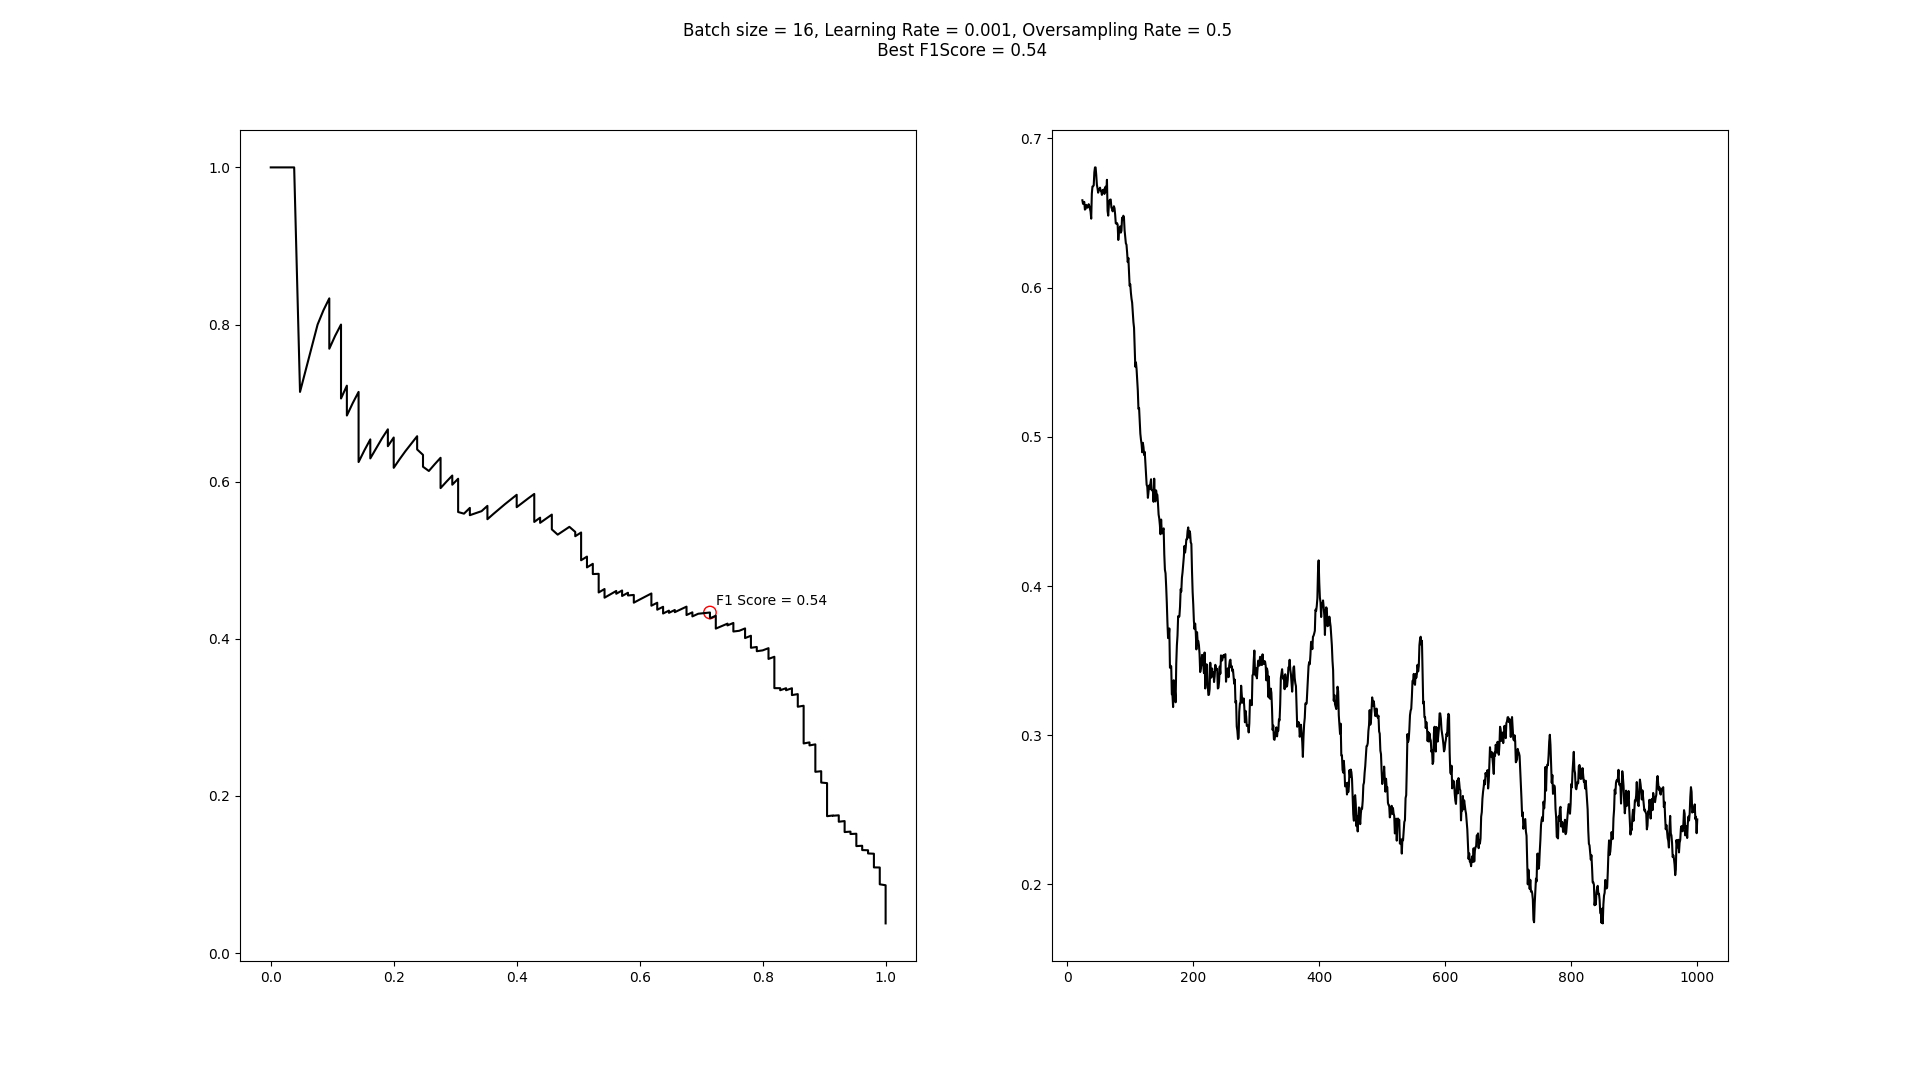 Batch size = 16, Learning Rate = 0.001, Oversampling Rate = 0.5
Best F1Score = 0.54
1.0
0.8
0.6
0.4
0.2
0.0
F1 Score = 0.54
0.0 0.2 0.4 0.6 0.8 1.0
0.7
0.6
0.5
0.4
0.3
0.2
0 200 400 600 800 1000